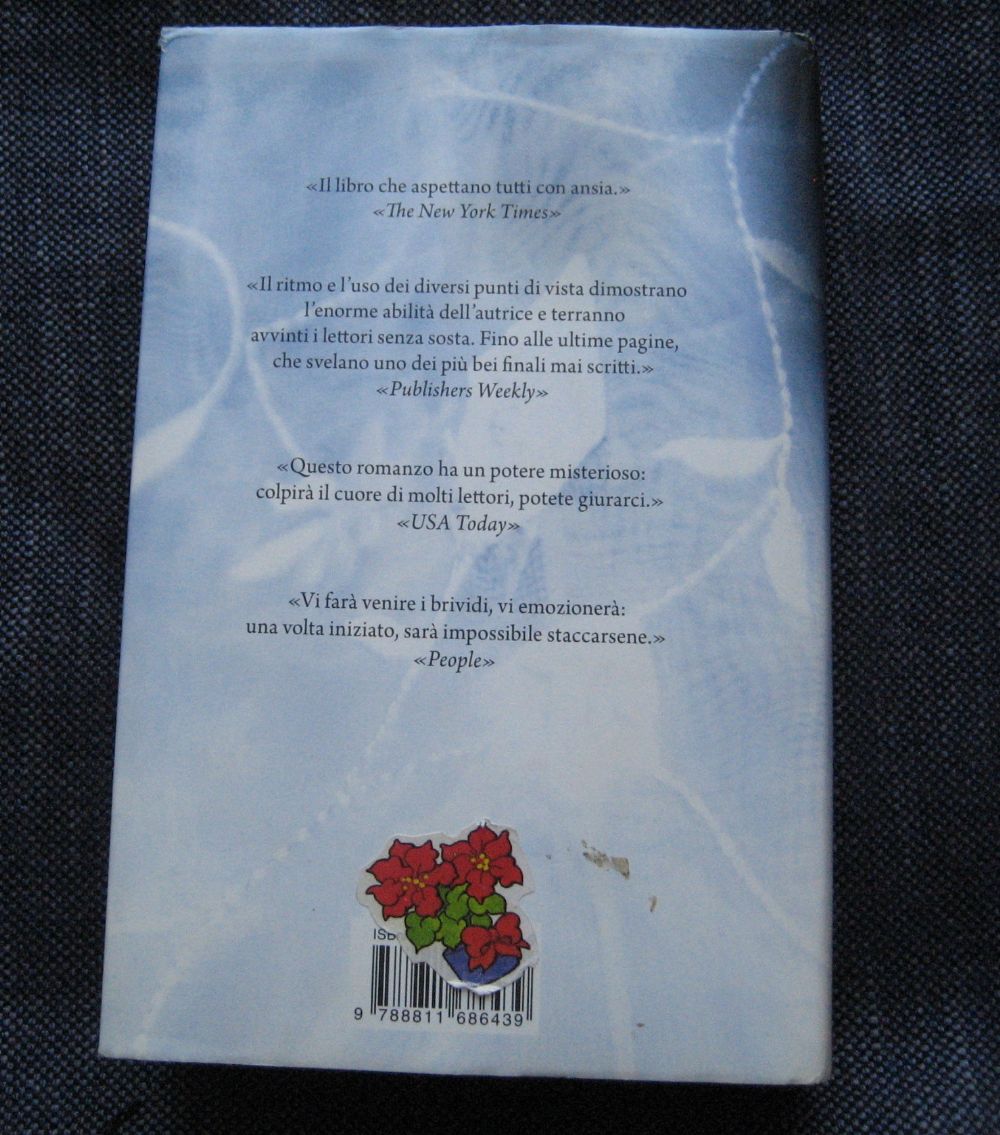 «Il libro che aspettano tutti con ansia.»
«The New York Times»
«Il ritmo e l'uso dei diversi punti di vista dimostrano
l'enorme abilità dell'autrice e terranno
avvinti i lettori senza sosta. Fino alle ultime pagine,
che svelano uno dei più bei finali mai scritti.»
«Publishers Weekly»
«Questo romanzo ha un potere misterioso:
colpirà il cuore di molti lettori, potete giurarci.»
«USA Today»
«Vi farà venire i brividi, vi emozionerà:
una volta iniziato, sarà impossibile staccarsene.»
«People»
9 788811 686439